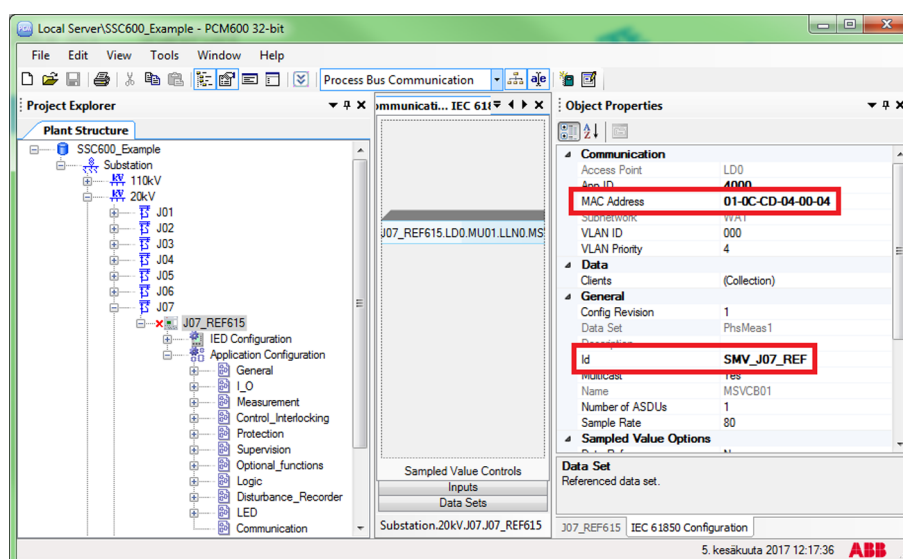 Local Server\SSC600_Example - PCM600 32-bit
File Edit View Tools Window Help
Process Bus Communication
Project Explorer
Plant Structure
SSC600_Example
Substation
110kV
20kV
J01
J02
J03
J04
J05
J06
J07
J07_REF615
IED Configuration
Application Configuration
General
I_O
Measurement
Control_Interlocking
Protection
Supervision
Optional_functions
Logic
Disturbance_Recorder
LED
Communication
ommunicati... IEC 61
J07_REF615.LD0.MU01.LLN0.MS
Sampled Value Controls
Inputs
Data Sets
Substation.20kV.J07.J07_REF615
Object Properties
Communication
Access Point LD0
App ID 4000
MAC Address 01-0C-CD-04-00-04
Subnetwork WA1
VLAN ID 000
VLAN Priority 4
Data
Clients (Collection)
General
Config Revision 1
Data Set PhsMeas1
Description
Id SMV_J07_REF
Multicast Yes
Name MSVCB01
Number of ASDUs 1
Sample Rate 80
Sampled Value Options
Data Set
Referenced data set.
J07_REF615 IEC 61850 Configuration
5. kesäkuuta 2017 12:17:36 ABB